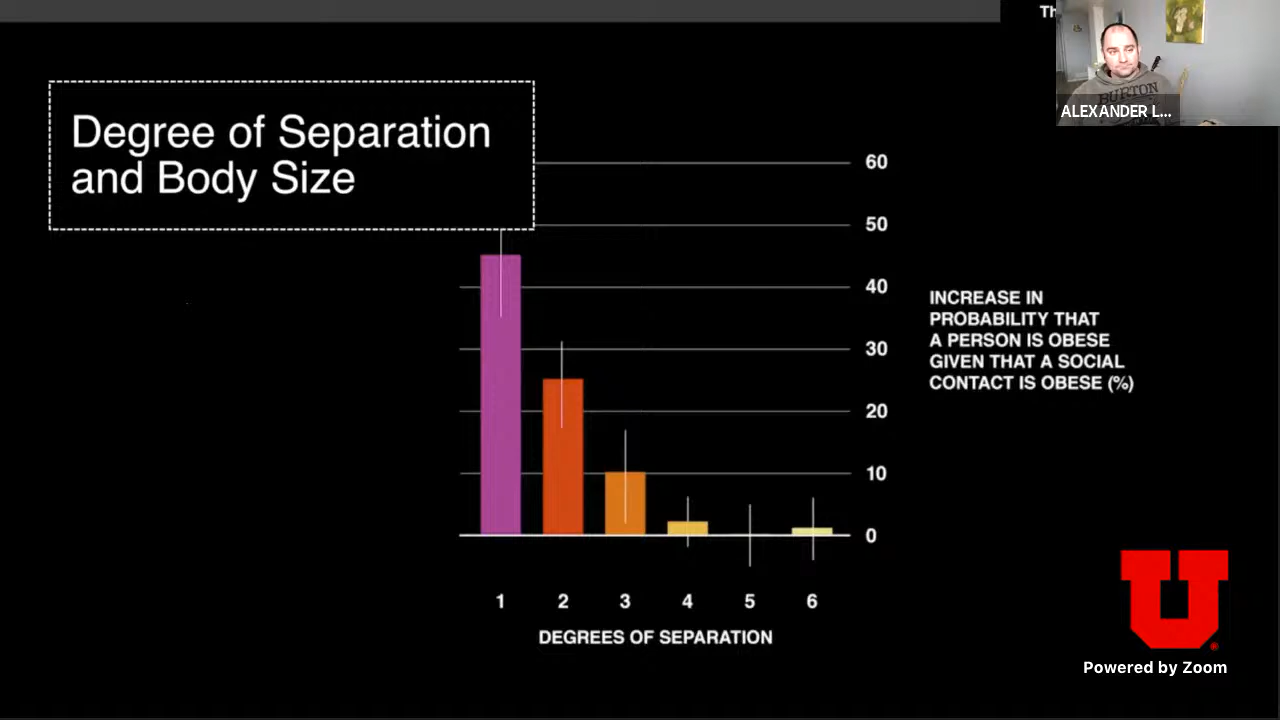 Th
ALEXANDER L...
BURTON
Degree of Separation
and Body Size
60
50
40
30
20
10
0
INCREASE IN
PROBABILITY THAT
A PERSON IS OBESE
GIVEN THAT A SOCIAL
CONTACT IS OBESE (%)
1 2 3 4 5 6
DEGREES OF SEPARATION
U
Powered by Zoom